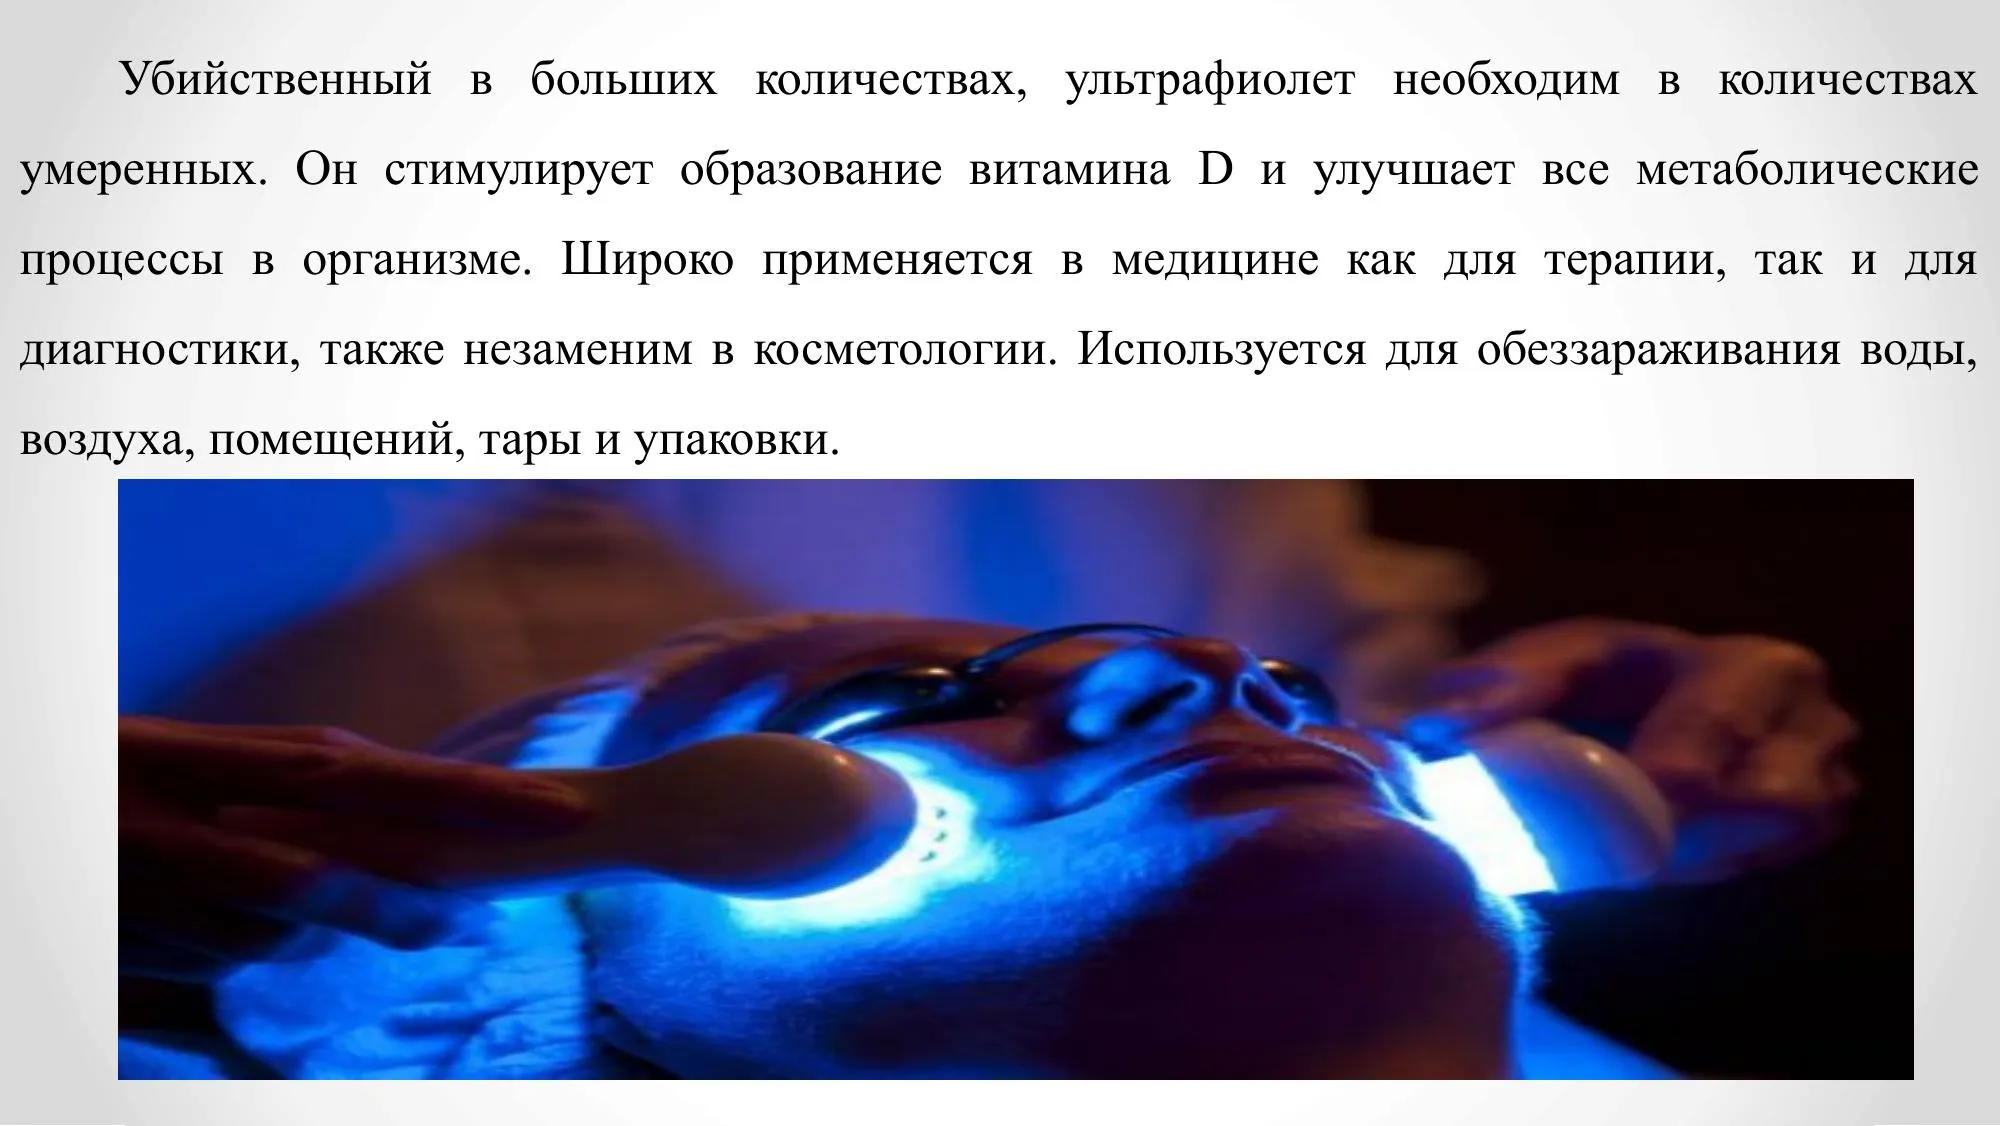 Убийственный в больших количествах, ультрафиолет необходим в количествах
умеренных. Он стимулирует образование витамина D и улучшает все метаболические
процессы в организме. Широко применяется в медицине как для терапии, так и для
диагностики, также незаменим в косметологии. Используется для обеззараживания воды,
воздуха, помещений, тары и упаковки.